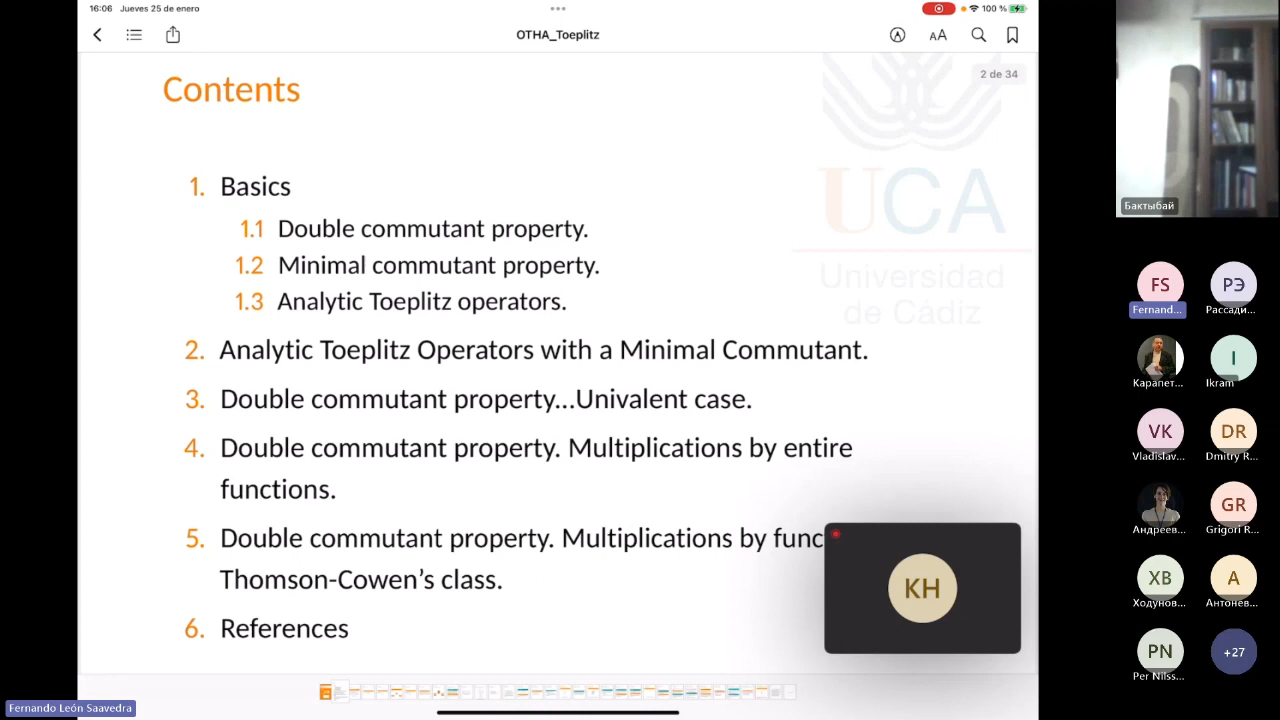 16:06 Jueves 25 de enero
100 %
OTHA_Toeplitz
AA
2 de 34
Contents
1. Basics
1.1 Double commutant property.
1.2 Minimal commutant property.
1.3 Analytic Toeplitz operators.
2. Analytic Toeplitz Operators with a Minimal Commutant.
3. Double commutant property...Univalent case.
4. Double commutant property. Multiplications by entire
functions.
5. Double commutant property. Multiplications by func
Thomson-Cowen's class.
6. References
UCA
Universidad
de Cádiz
KH
Fernando León Saavedra
Бактыбай
FS
Fernand...
РЭ
Рассади...
Карапет...
I
Ikram
VK
Vladislav...
DR
Dmitry R...
Андреев...
GR
Grigori R...
ХВ
Ходунов...
А
Антонев...
PN
Per Nilss...
+27